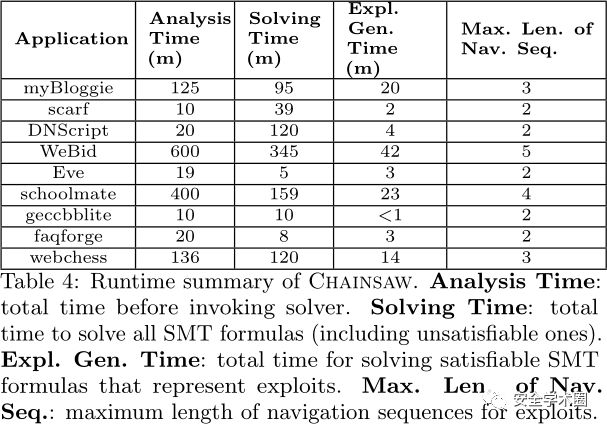 Application Analysis Time (m) Solving Time (m) Expl. Gen. Time (m) Max. Len. of Nav. Seq.
myBloggie 125 95 20 3
scarf 10 39 2 2
DNScript 20 120 4 2
WeBid 600 345 42 5
Eve 19 5 3 2
schoolmate 400 159 23 4
geccbblite 10 10 <1 2
faqforge 20 8 3 2
webchess 136 120 14 3
Table 4: Runtime summary of CHAINSAW. Analysis Time:
total time before invoking solver. Solving Time: total
time to solve all SMT formulas (including unsatisfiable ones).
Expl. Gen. Time: total time for solving satisfiable SMT
formulas that represent exploits. Max. Len. of Nav.
Seq.: maximum length of navigation sequences for exploits.
安全学术圈